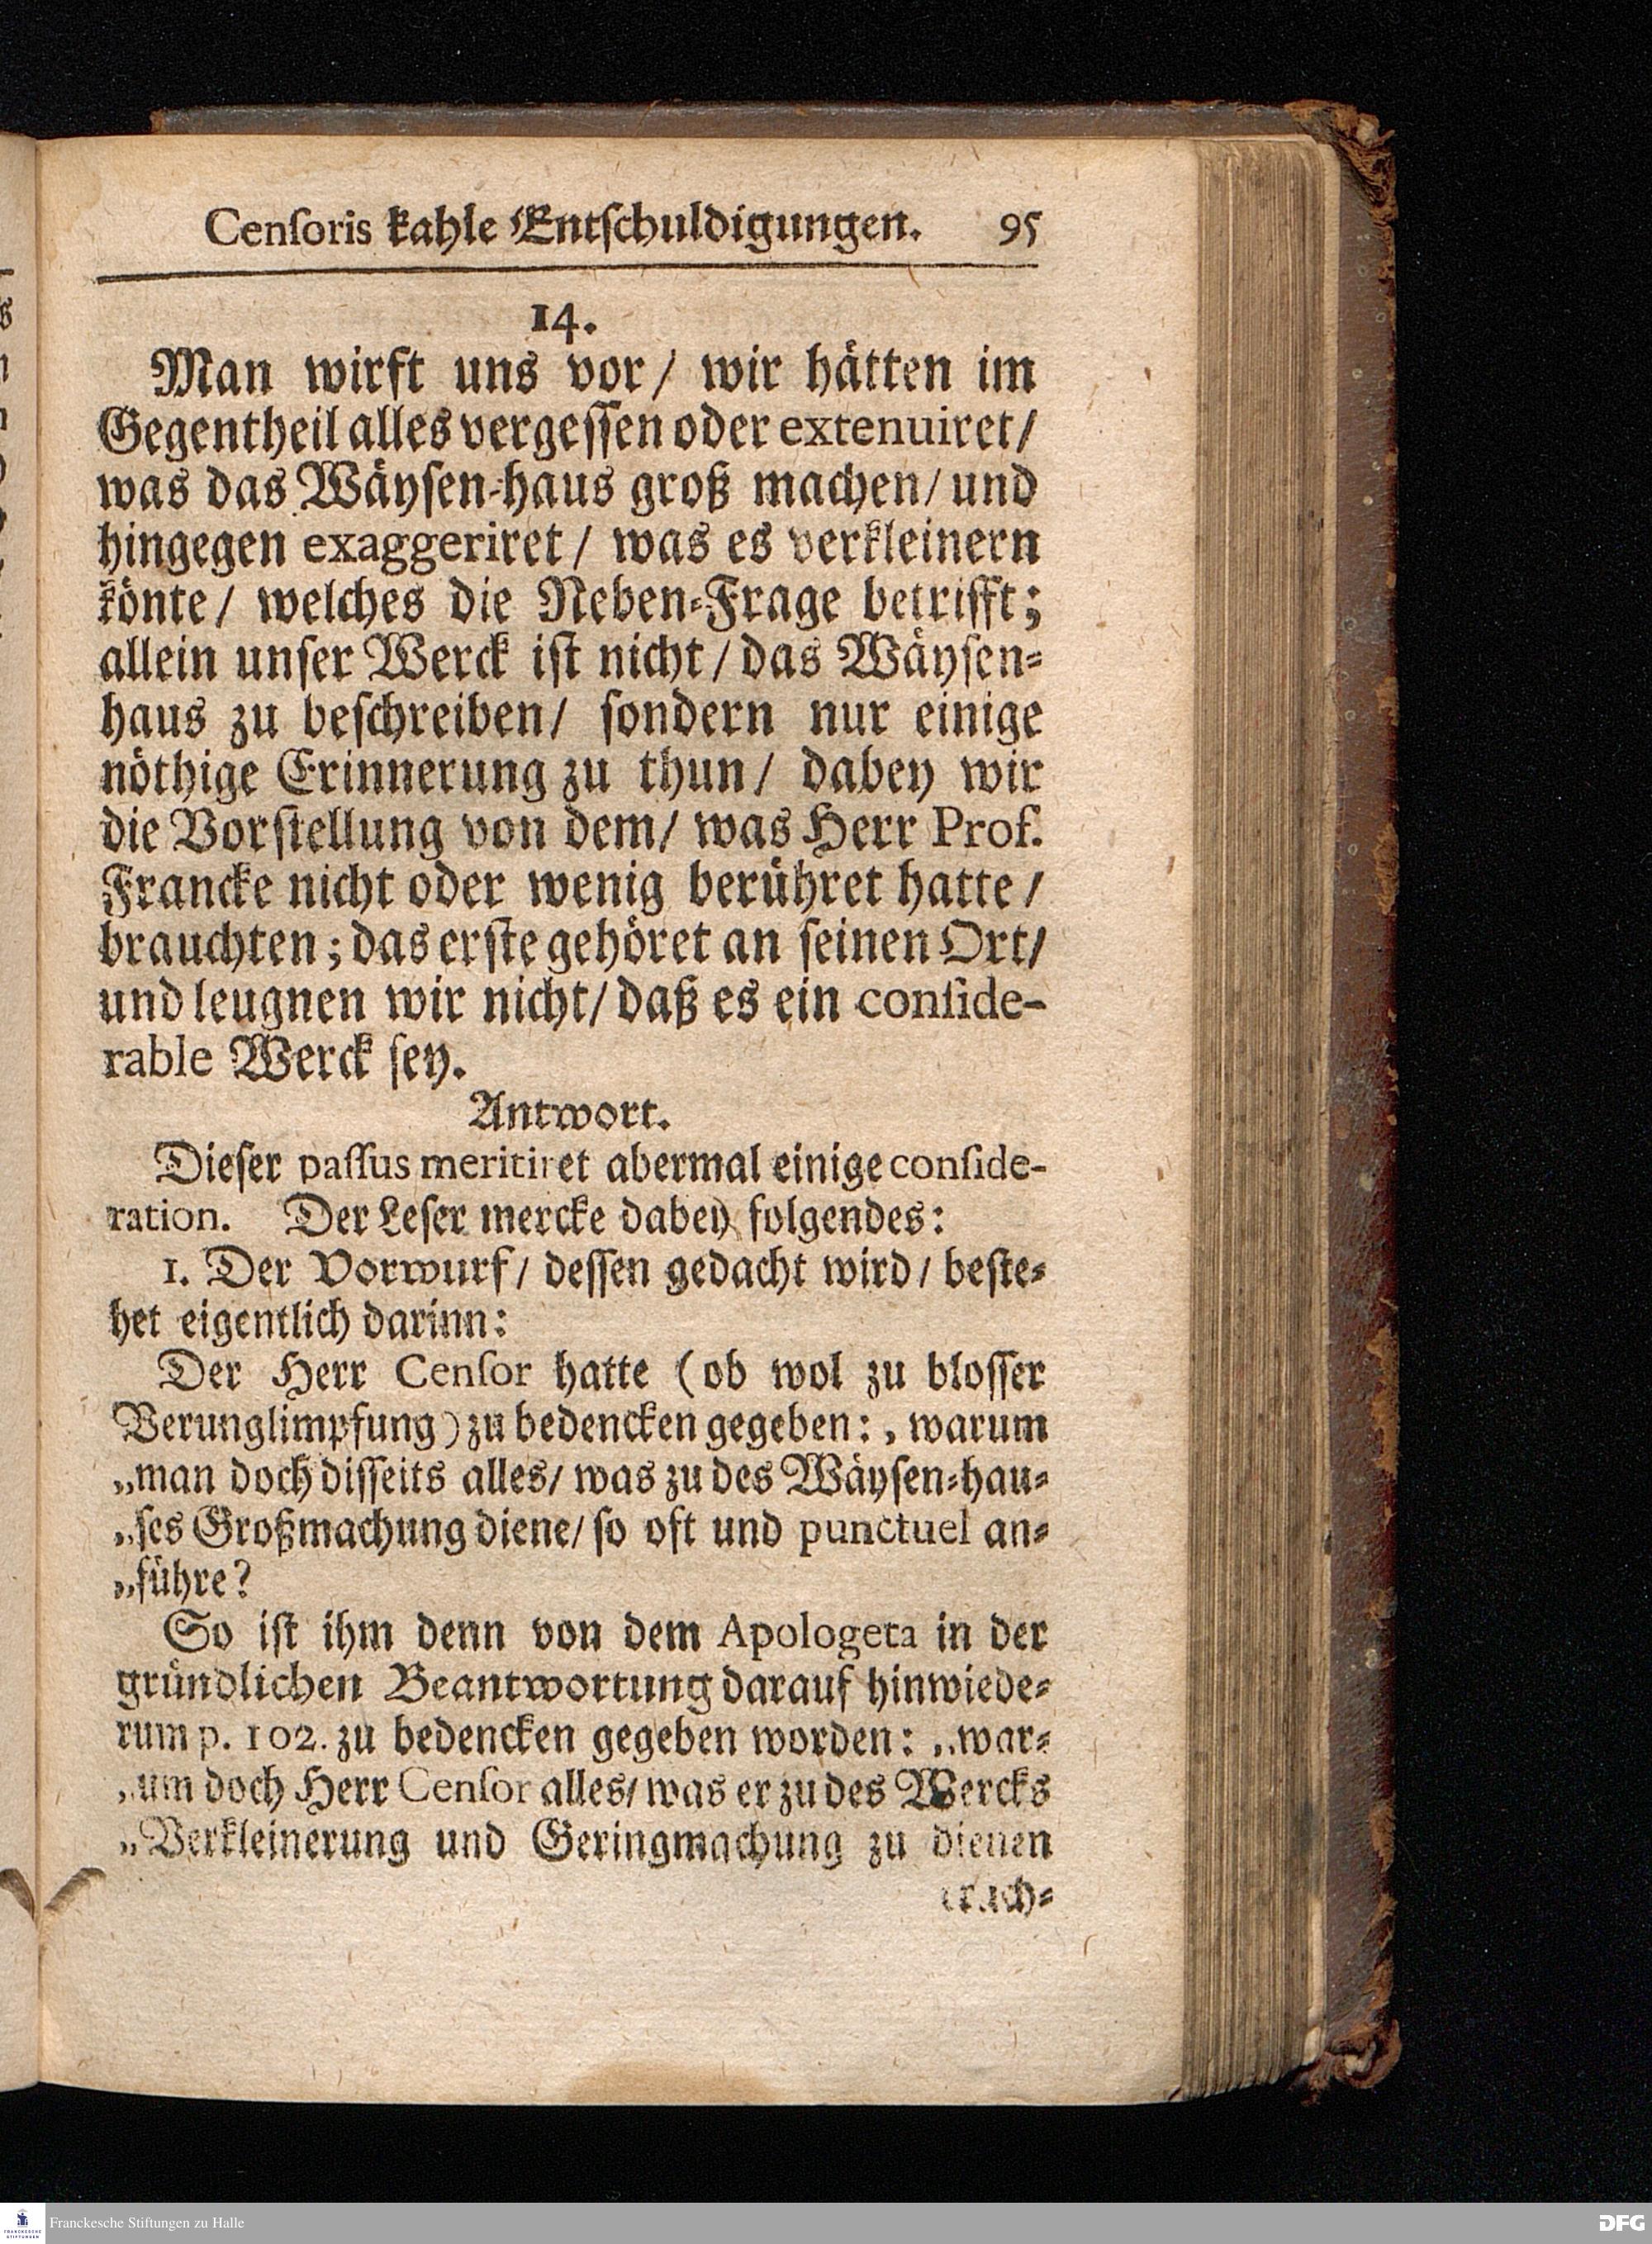 Cenſoris kahle Entſchuldigungen. 95
14.
Man wirft uns vor/ wir hätten im
Gegentheil alles vergeſſen oder extenuiret/
was das Wäyſen-haus groß machen/ und
hingegen exaggeriret/ was es verkleinern
könte/ welches die Neben-Frage betrifft;
allein unſer Werck iſt nicht/ das Wäyſen-
haus zu beſchreiben/ ſondern nur einige
nöthige Erinnerung zu thun/ dabey wir
die Vorſtellung von dem/ was Herr Prof.
Francke nicht oder wenig berühret hatte/
brauchten; das erſte gehöret an ſeinen Ort/
und leugnen wir nicht/ daß es ein conſide-
rable Werck ſey.
Antwort.
Dieſer paſſus meritiret abermal einige conſide-
ration. Der Leſer mercke dabey folgendes:
1. Der Vorwurf/ deſſen gedacht wird/ beſte-
het eigentlich darinn:
Der Herr Cenſor hatte (ob wol zu bloſſer
Verunglimpfung) zu bedencken gegeben: „warum
„man doch diſſeits alles/ was zu des Wäyſen-hau-
„ſes Großmachung diene/ ſo oft und punctuel an-
„führe?
So iſt ihm denn von dem Apologeta in der
gründlichen Beantwortung darauf hinwiede-
rum p. 102. zu bedencken gegeben worden: „war-
„um doch Herr Cenſor alles/ was er zu des Wercks
„Verkleinerung und Geringmachung zu dienen
trach-
Franckesche Stiftungen zu Halle
DFG